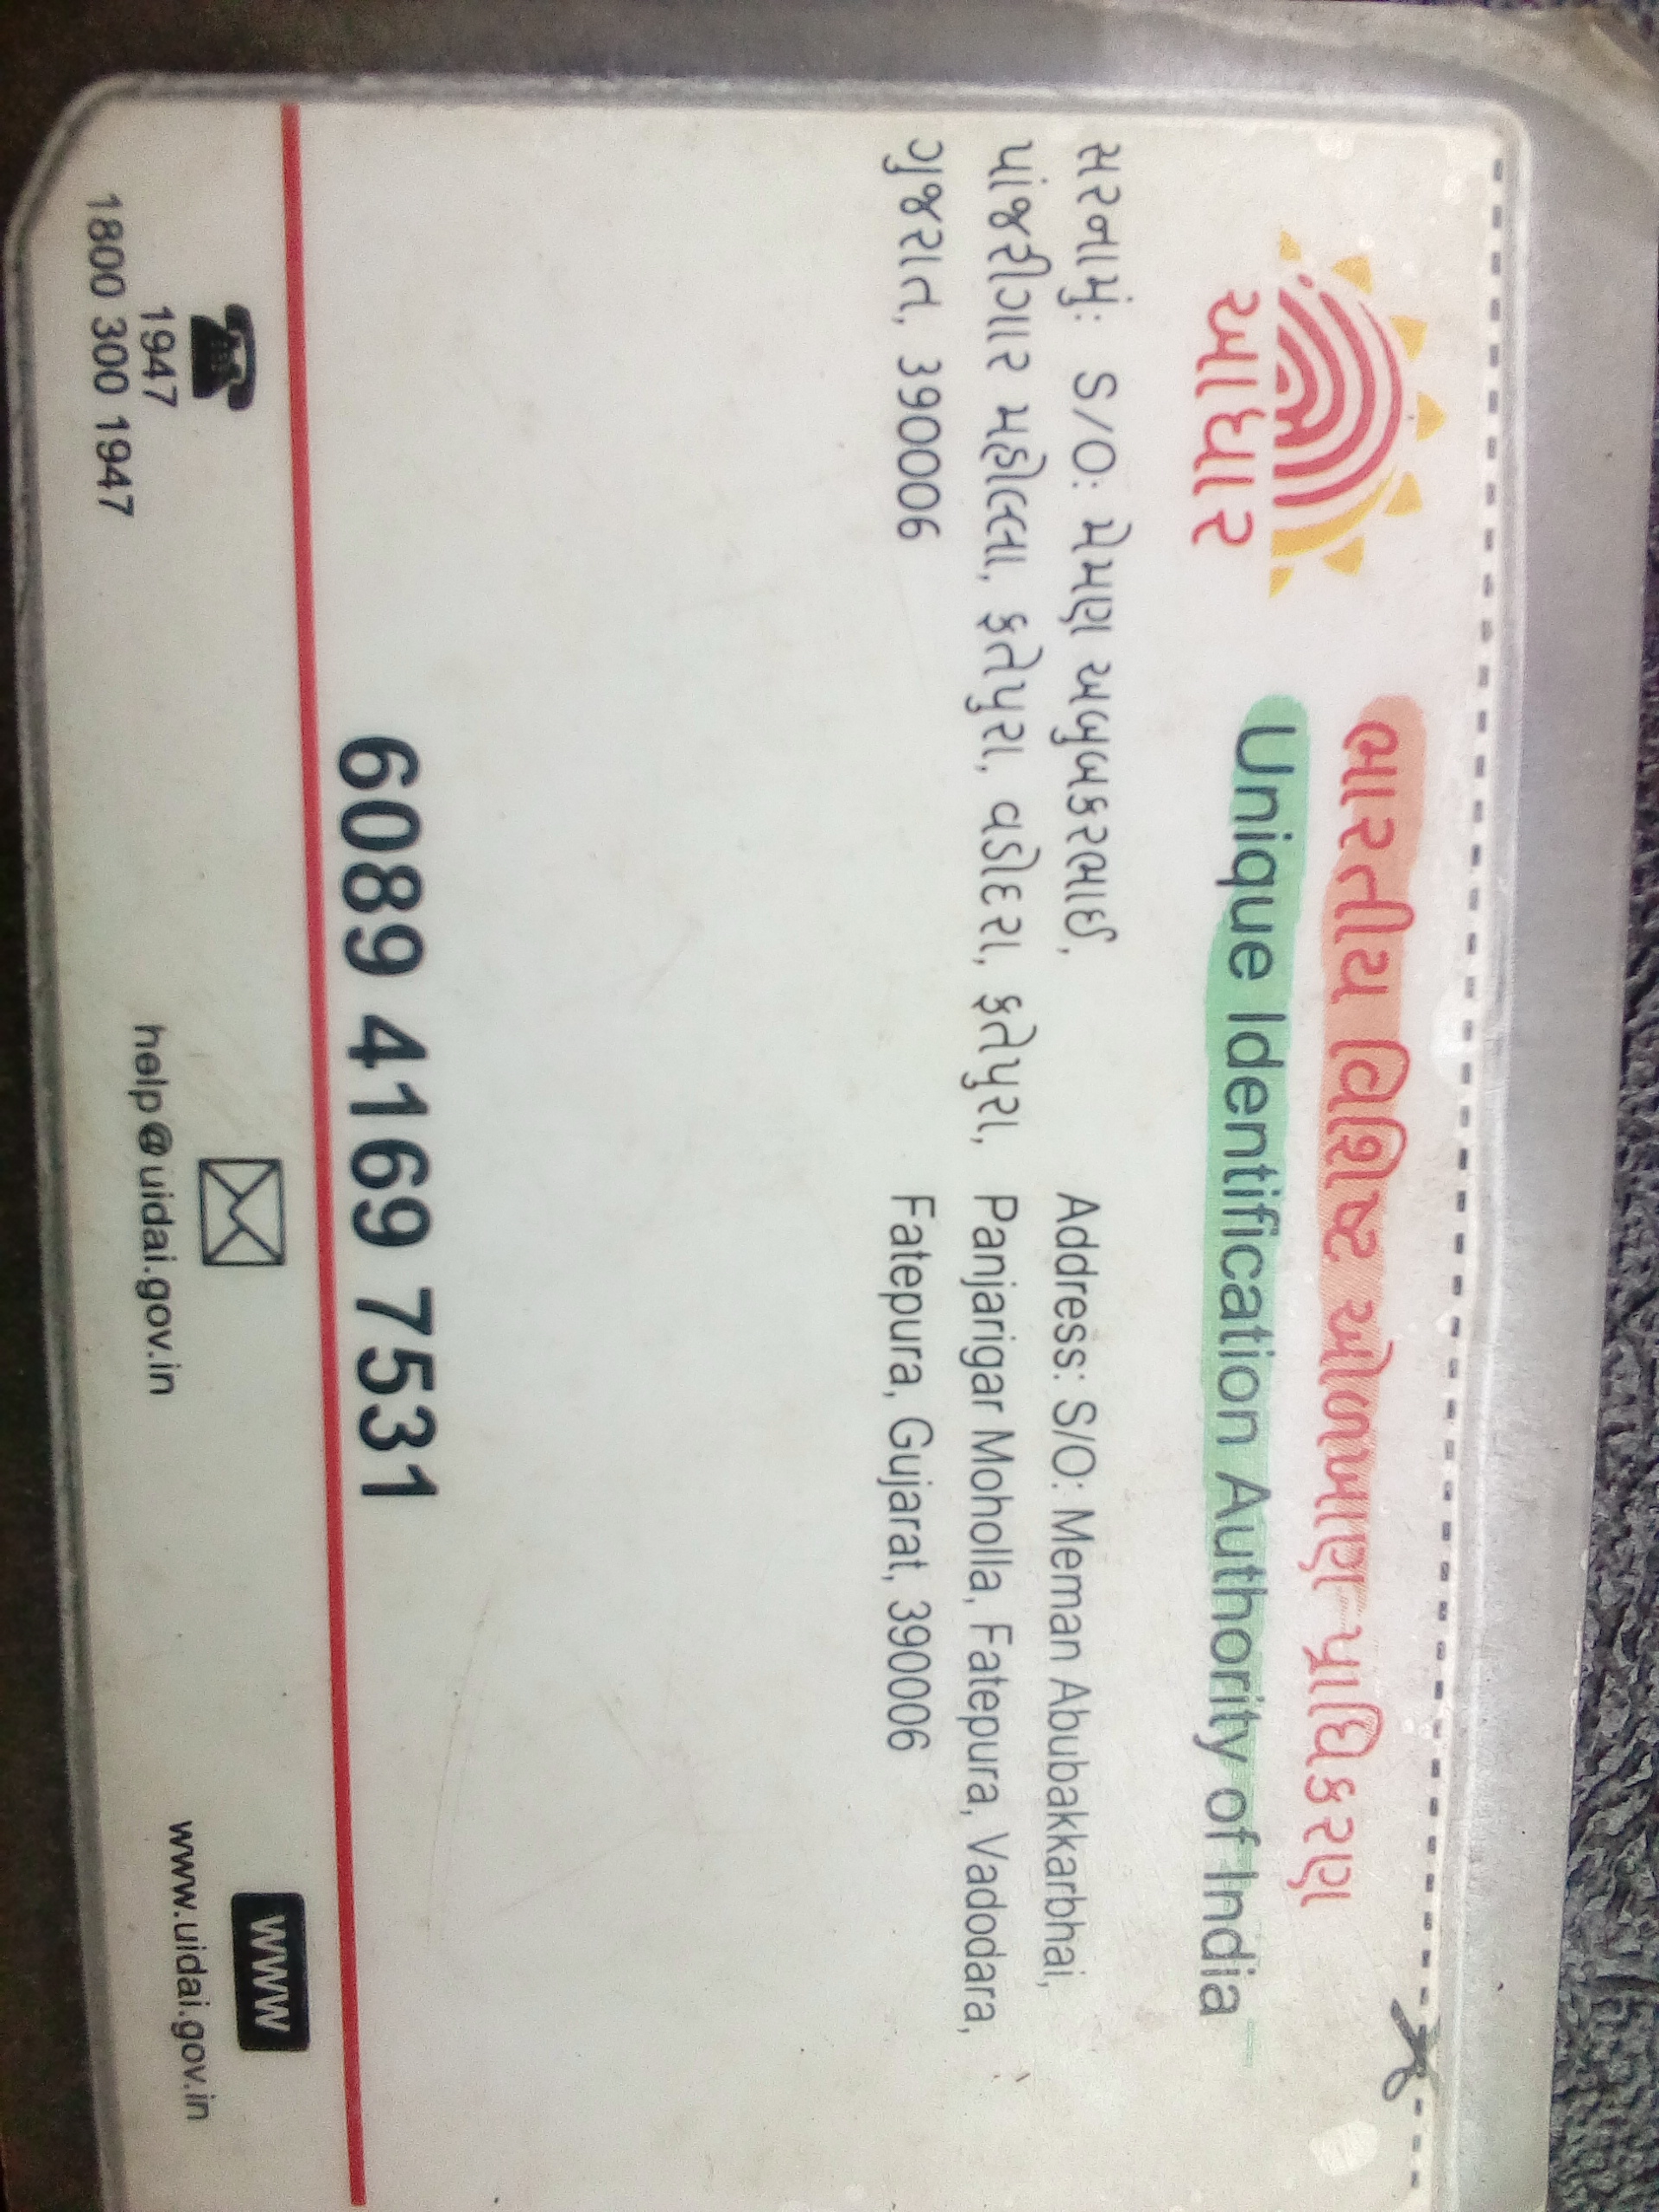 ભારતીય વિશિષ્ટ ઓળખાણ પ્રાધિકરણ
Unique Identification Authority of India
આધાર
સરનામું: S/O: મેમણ અબુબકરભાઈ,
પાંજરીગાર મહોલ્લા, ફતેપુરા, વડોદરા, ફતેપુરા,
ગુજરાત, 390006
Address: S/O: Meman Abubakkarbhai,
Panjarigar Moholla, Fatepura, Vadodara,
Fatepura, Gujarat, 390006
6089 4169 7531
1947
1800 300 1947
help@uidai.gov.in
WWW
www.uidai.gov.in